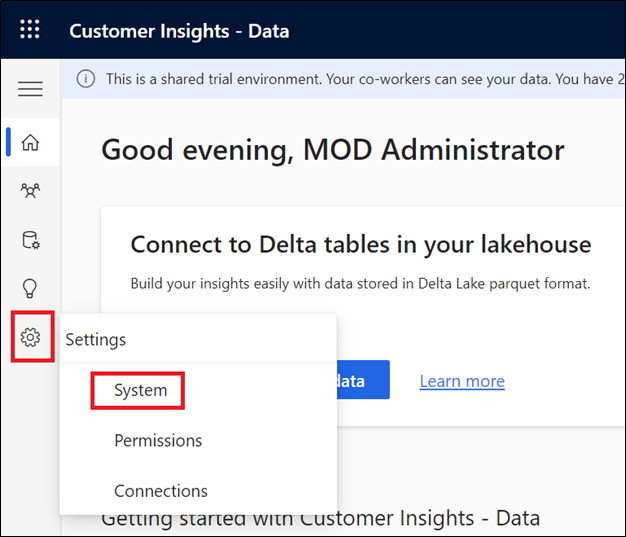 Customer Insights - Data
This is a shared trial environment. Your co-workers can see your data. You have 2
Good evening, MOD Administrator
Connect to Delta tables in your lakehouse
Build your insights easily with data stored in Delta Lake parquet format.
Settings
System
data
Learn more
Permissions
Connections
Getting started with Customer Insights - Data